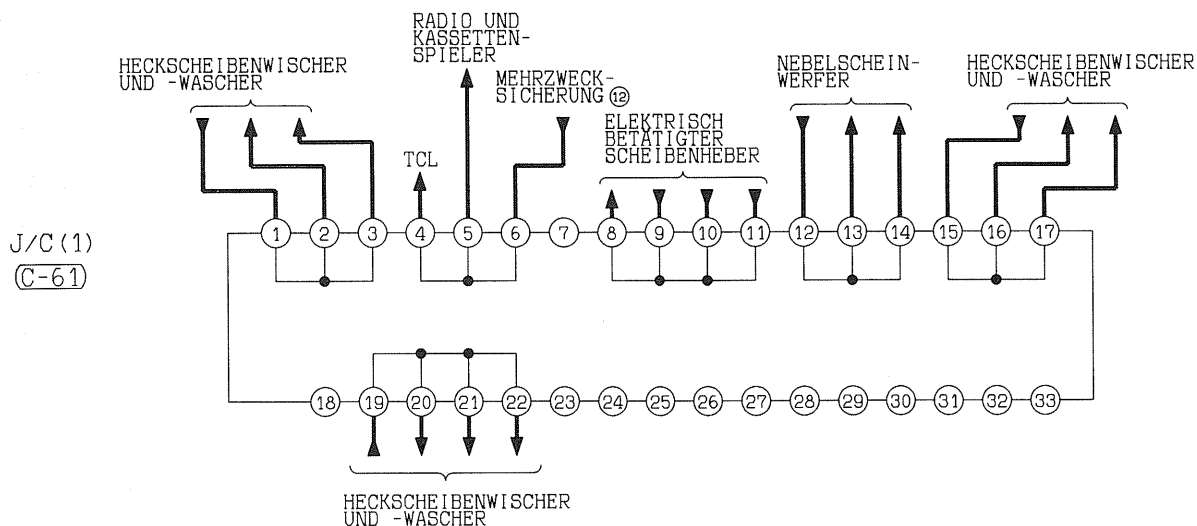 RADIO UND
KASSETTEN-
SPIELER
HECKSCHEIBENWISCHER
UND -WASCHER
MEHRZWECK-
SICHERUNG ⑫
NEBELSCHEIN-
WERFER
HECKSCHEIBENWISCHER
UND -WASCHER
ELEKTRISCH
BETÄTIGTER
SCHEIBENHEBER
TCL
J/C (1)
C-61
1 2 3 4 5 6 7 8 9 10 11 12 13 14 15 16 17
18 19 20 21 22 23 24 25 26 27 28 29 30 31 32 33
HECKSCHEIBENWISCHER
UND -WASCHER